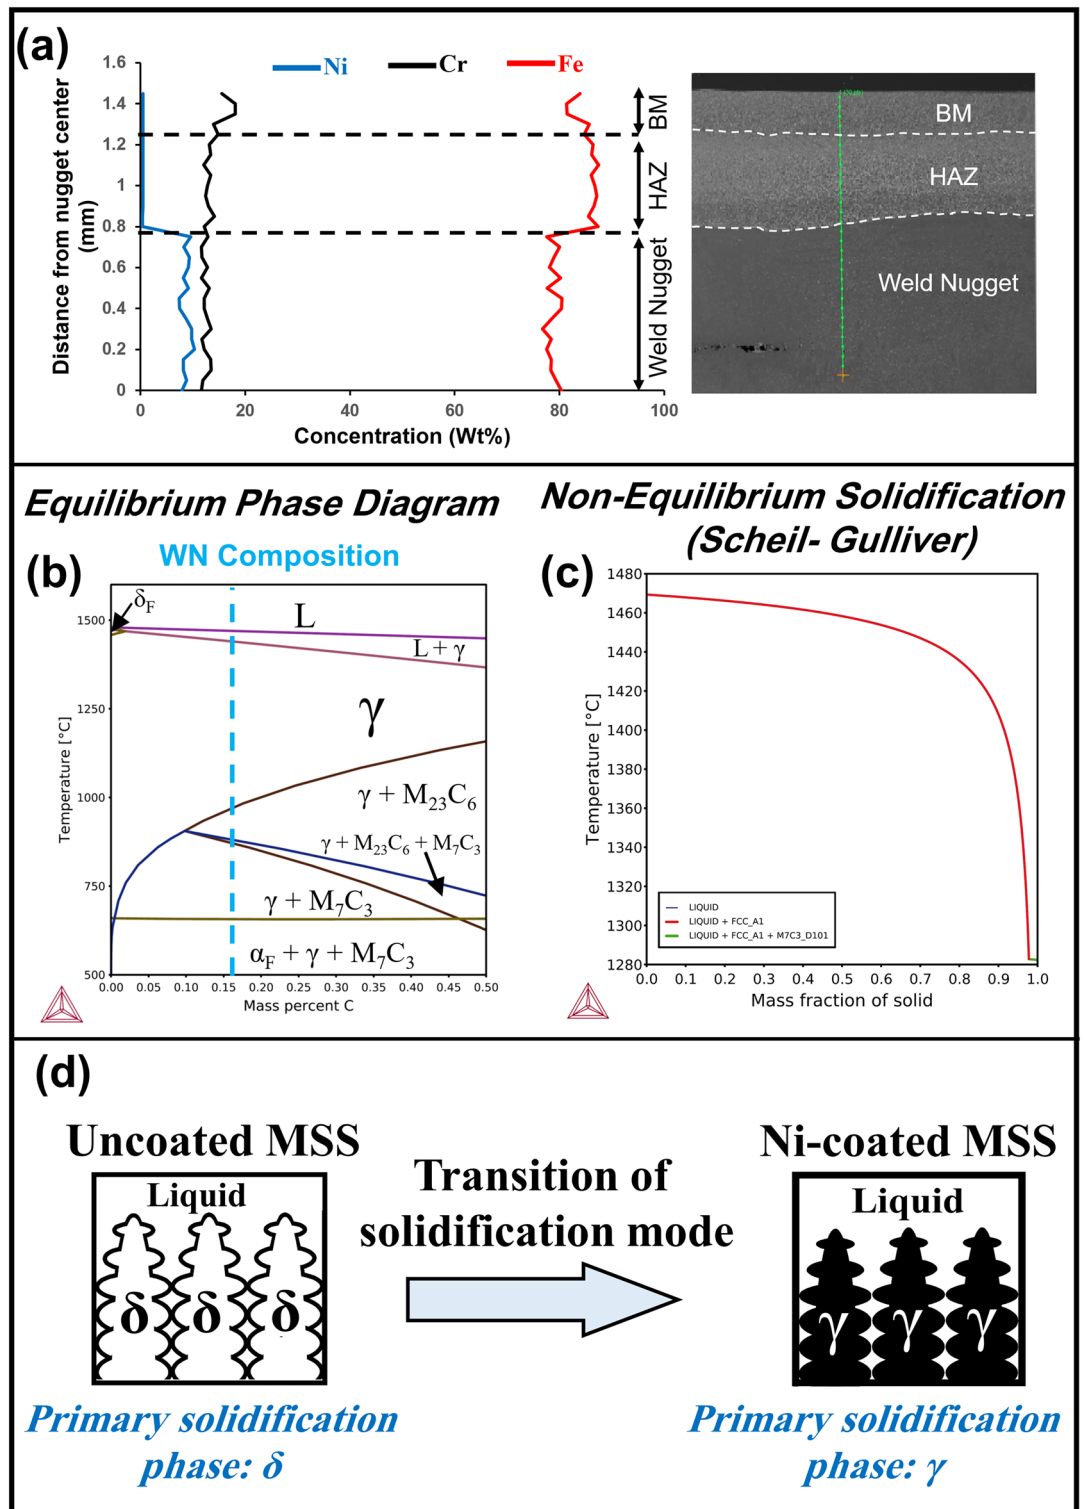 (a)
Ni
Cr
Fe
Distance from nugget center
(mm)
1.6
1.4
1.2
1
0.8
0.6
0.4
0.2
0
0
20
40
60
80
100
Concentration (Wt%)
BM
HAZ
Weld Nugget
BM
HAZ
Weld Nugget
Equilibrium Phase Diagram
WN Composition
(b)
δF
L
L + γ
γ
γ + M23C6
γ + M23C6 + M7C3
γ + M7C3
αF + γ + M7C3
Temperature [°C]
1500
1250
1000
750
500
0.00 0.05 0.10 0.15 0.20 0.25 0.30 0.35 0.40 0.45 0.50
Mass percent C
Non-Equilibrium Solidification
(Scheil- Gulliver)
(c)
Temperature [°C]
1480
1460
1440
1420
1400
1380
1360
1340
1320
1300
1280
LIQUID
LIQUID + FCC_A1
LIQUID + FCC_A1 + M7C3_D101
0.0 0.1 0.2 0.3 0.4 0.5 0.6 0.7 0.8 0.9 1.0
Mass fraction of solid
(d)
Uncoated MSS
Liquid
δ δ δ
Primary solidification
phase: δ
Transition of
solidification mode
Ni-coated MSS
Liquid
γ γ γ
Primary solidification
phase: γ